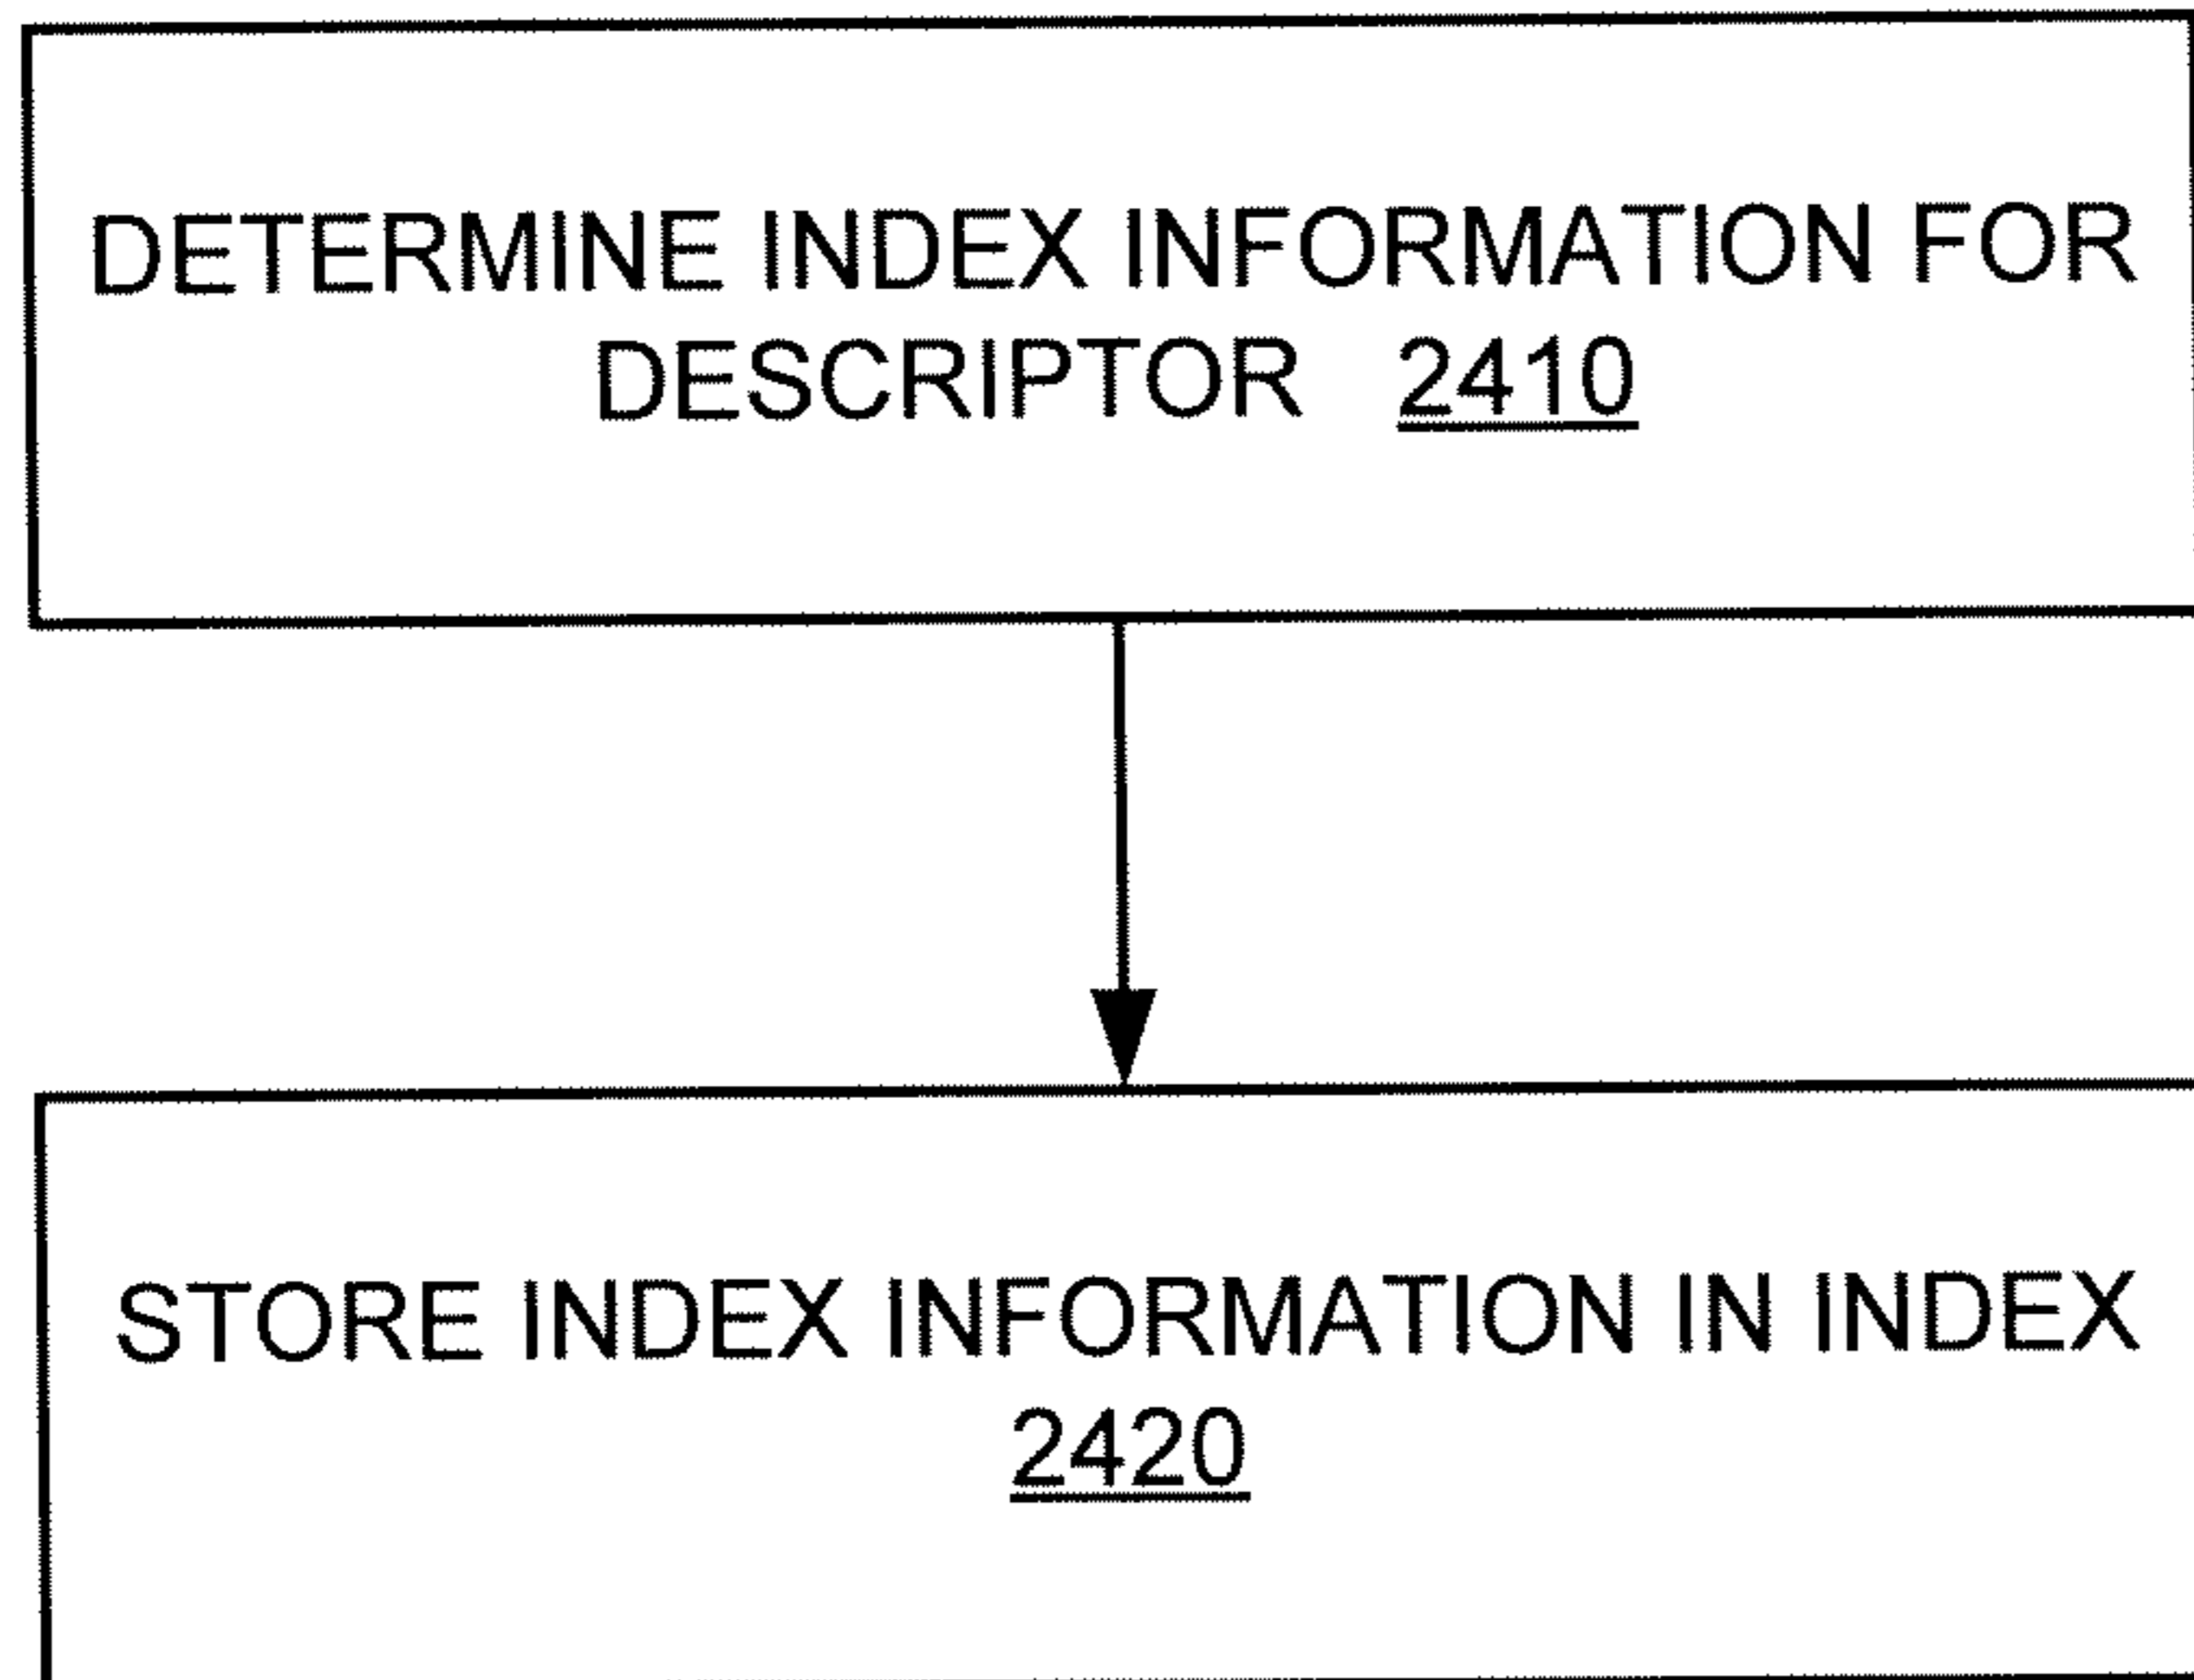 DETERMINE INDEX INFORMATION FOR
DESCRIPTOR 2410
STORE INDEX INFORMATION IN INDEX
2420